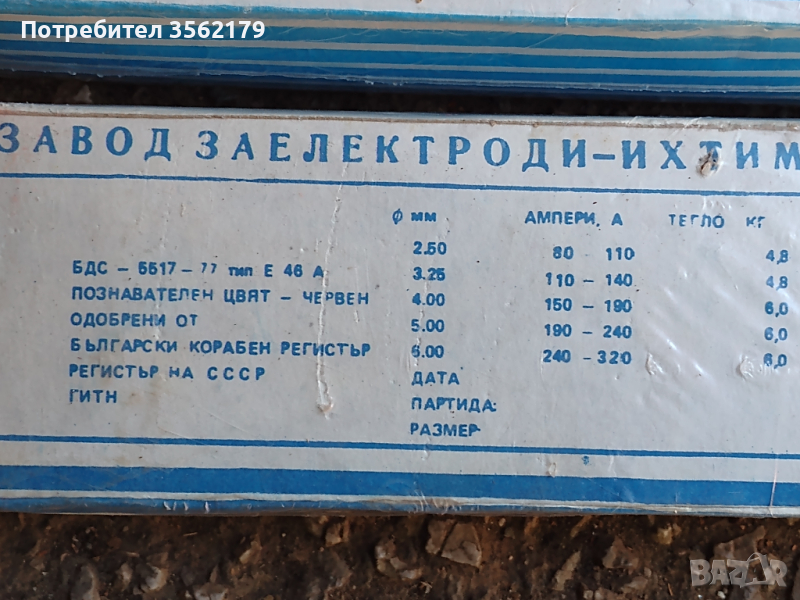 Потребител 3562179
ЗАВОД ЗАЕЛЕКТРОДИ-ИХТИМ
ф мм АМПЕРИ, А ТЕГЛО КГ
2.50 80 - 110 4,8
БДС - 5517-77 тип Е 46 А 3.25 110 - 140 4,8
ПОЗНАВАТЕЛЕН ЦВЯТ - ЧЕРВЕН 4.00 150 - 190 6,0
ОДОБРЕНИ ОТ 5.00 190 - 240 6,0
БЪЛГАРСКИ КОРАБЕН РЕГИСТЪР 6.00 240 - 320 6,0
РЕГИСТЪР НА СССР ДАТА
ГИТН ПАРТИДА:
РАЗМЕР-
BAZAR